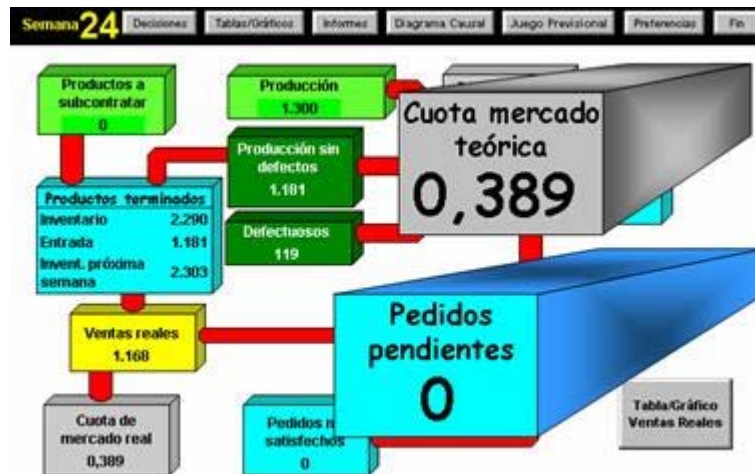 Semana 24
Decisiones
Tablas/Gráficos
Informes
Diagrama Causal
Juego Previsional
Preferencias
Fin
Productos a
subcontratar
0
Producción
1.300
Cuota mercado
teórica
0,389
Producción sin
defectos
1.181
Productos terminados
Inventario 2.290
Entrada 1.181
Invent. próxima
semana 2.303
Defectuosos
119
Ventas reales
1.168
Pedidos
pendientes
0
Cuota de
mercado real
0,389
Pedidos n
satisfechos
0
Tabla/Gráfico
Ventas Reales